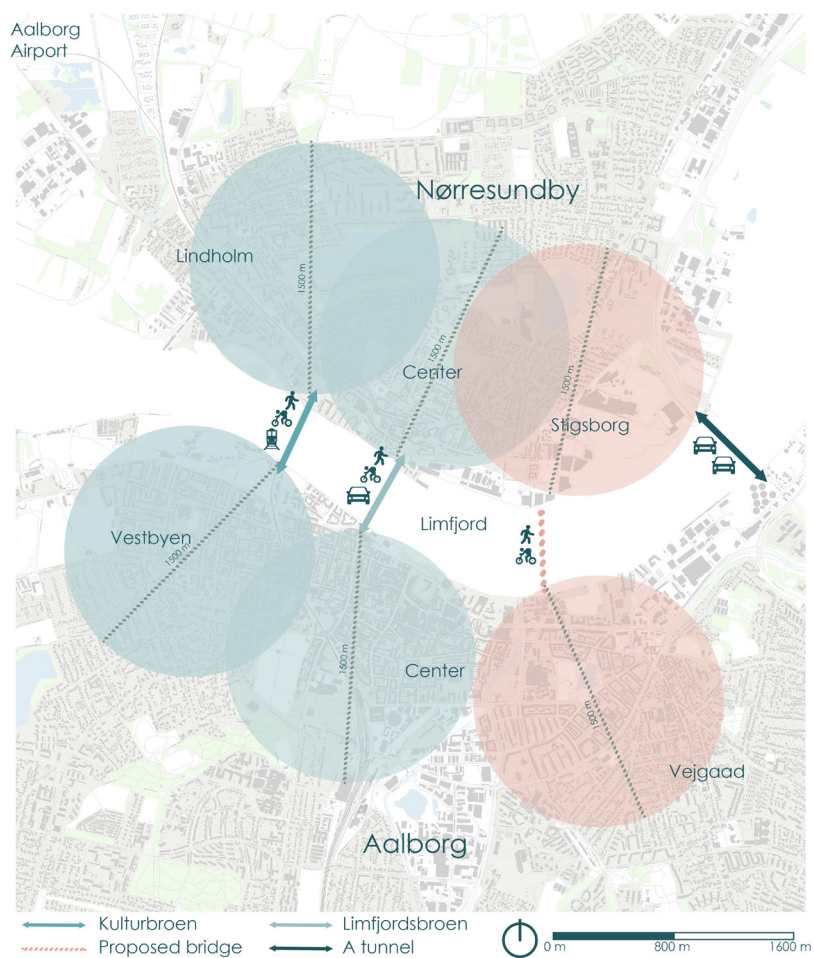 Aalborg
Airport
Nørresundby
Lindholm
1500 m
1500 m
Center
1500 m
Stigsborg
Limfjord
Vestbyen
1500 m
1500 m
Center
1500 m
Vejgaad
Aalborg
Kulturbroen
Limfjordsbroen
Proposed bridge
A tunnel
0 m
800 m
1600 m